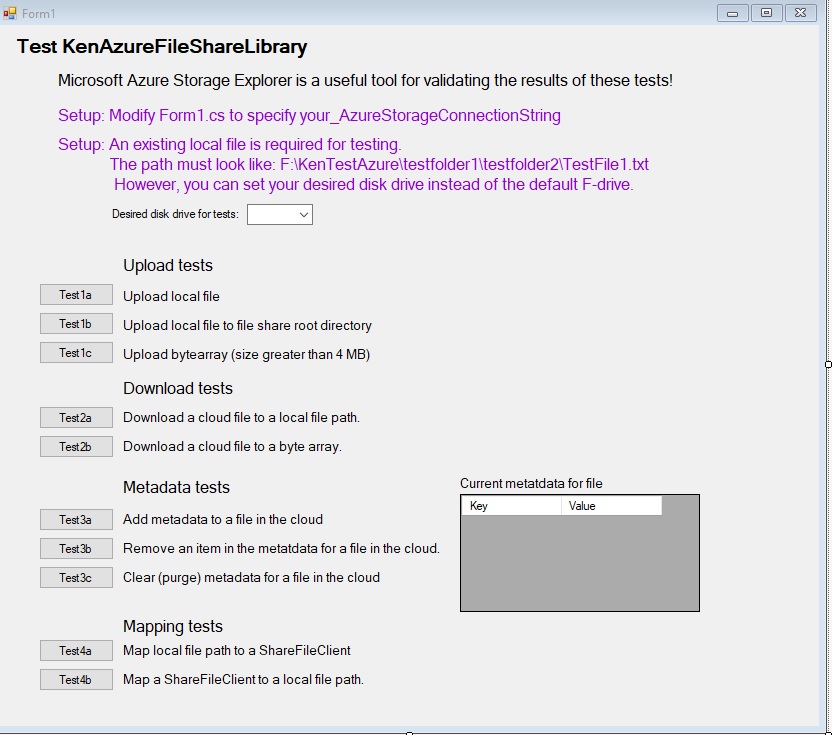 Form1
Test KenAzureFileShareLibrary
Microsoft Azure Storage Explorer is a useful tool for validating the results of these tests!
Setup: Modify Form1.cs to specify your_AzureStorageConnectionString
Setup: An existing local file is required for testing.
The path must look like: F:\KenTestAzure\testfolder1\testfolder2\TestFile1.txt
However, you can set your desired disk drive instead of the default F-drive.
Desired disk drive for tests:
Upload tests
Test1a Upload local file
Test1b Upload local file to file share root directory
Test1c Upload bytearray (size greater than 4 MB)
Download tests
Test2a Download a cloud file to a local file path.
Test2b Download a cloud file to a byte array.
Metadata tests
Test3a Add metadata to a file in the cloud
Test3b Remove an item in the metatdata for a file in the cloud.
Test3c Clear (purge) metadata for a file in the cloud
Current metatdata for file
Key Value
Mapping tests
Test4a Map local file path to a ShareFileClient
Test4b Map a ShareFileClient to a local file path.